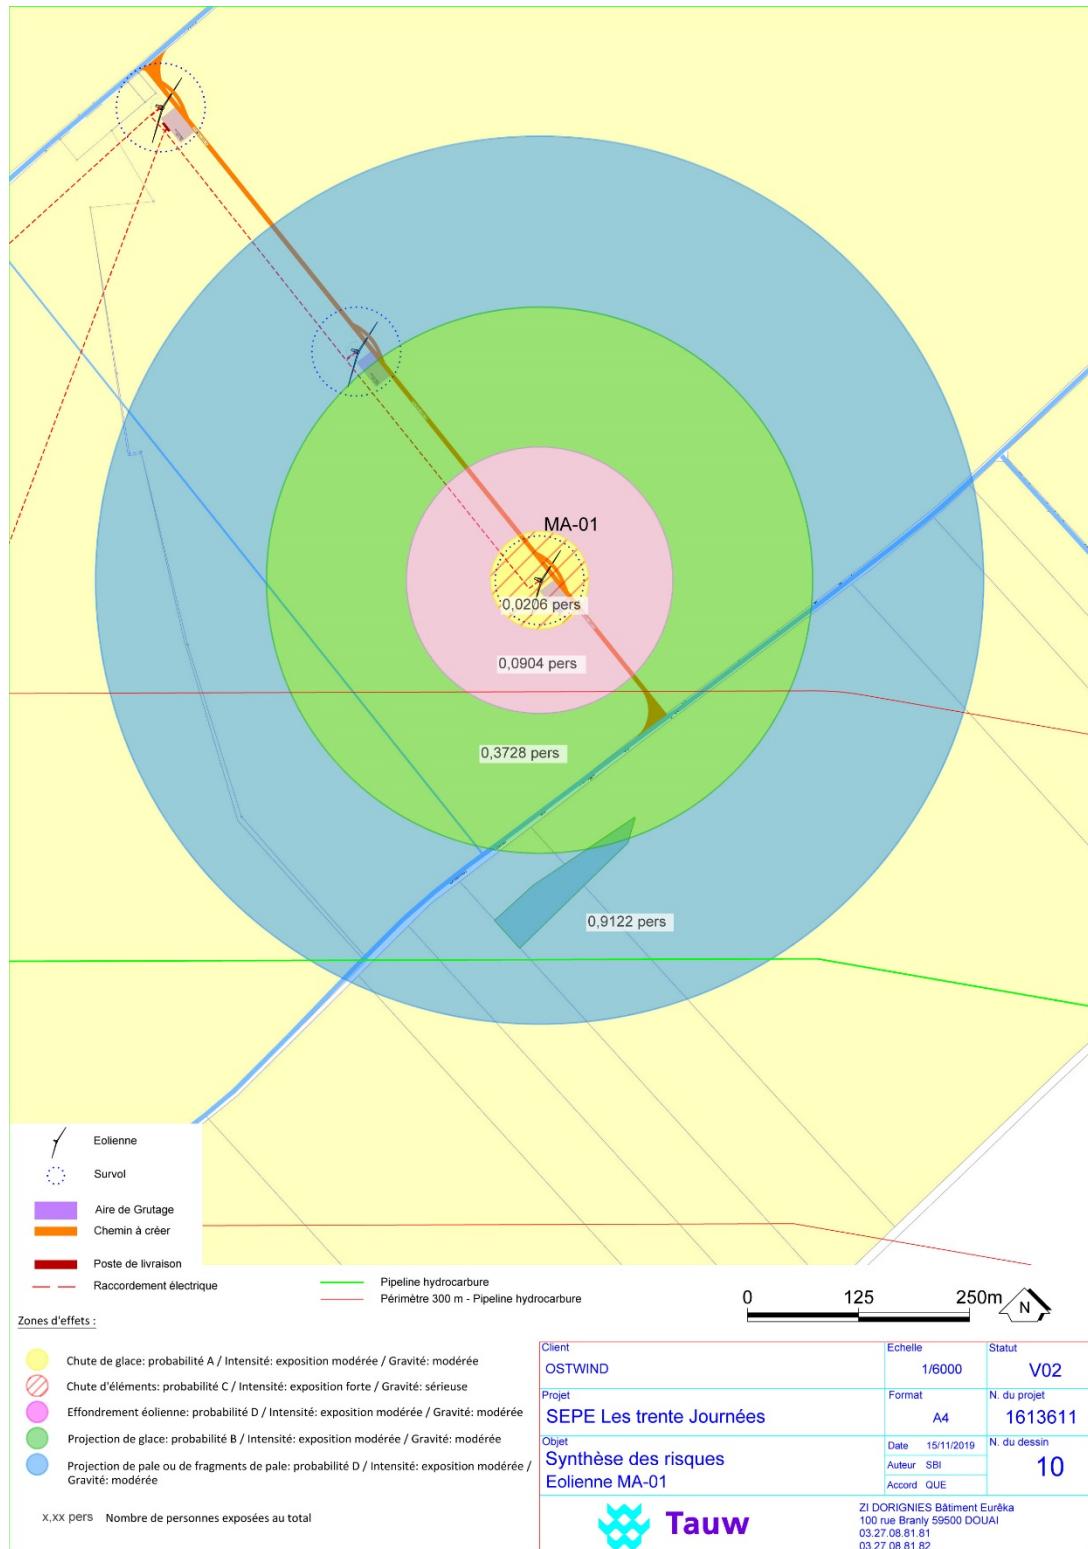 MA-01
0,0206 pers
0,0904 pers
0,3728 pers
0,9122 pers
Eolienne
Survol
Aire de Grutage
Chemin à créer
Poste de livraison
Raccordement électrique
Pipeline hydrocarbure
Périmètre 300 m - Pipeline hydrocarbure
0 125 250m
N
Zones d'effets :
Chute de glace: probabilité A / Intensité: exposition modérée / Gravité: modérée
Chute d'éléments: probabilité C / Intensité: exposition forte / Gravité: sérieuse
Effondrement éolienne: probabilité D / Intensité: exposition modérée / Gravité: modérée
Projection de glace: probabilité B / Intensité: exposition modérée / Gravité: modérée
Projection de pale ou de fragments de pale: probabilité D / Intensité: exposition modérée /
Gravité: modérée
x,xx pers Nombre de personnes exposées au total
Client
OSTWIND
Echelle
1/6000
Statut
V02
Projet
SEPE Les trente Journées
Format
A4
N. du projet
1613611
Objet
Synthèse des risques
Eolienne MA-01
Date 15/11/2019
Auteur SBI
Accord QUE
N. du dessin
10
Tauw
ZI DORIGNIES Bâtiment Eurêka
100 rue Branly 59500 DOUAI
03.27.08.81.81
03.27.08.81.82